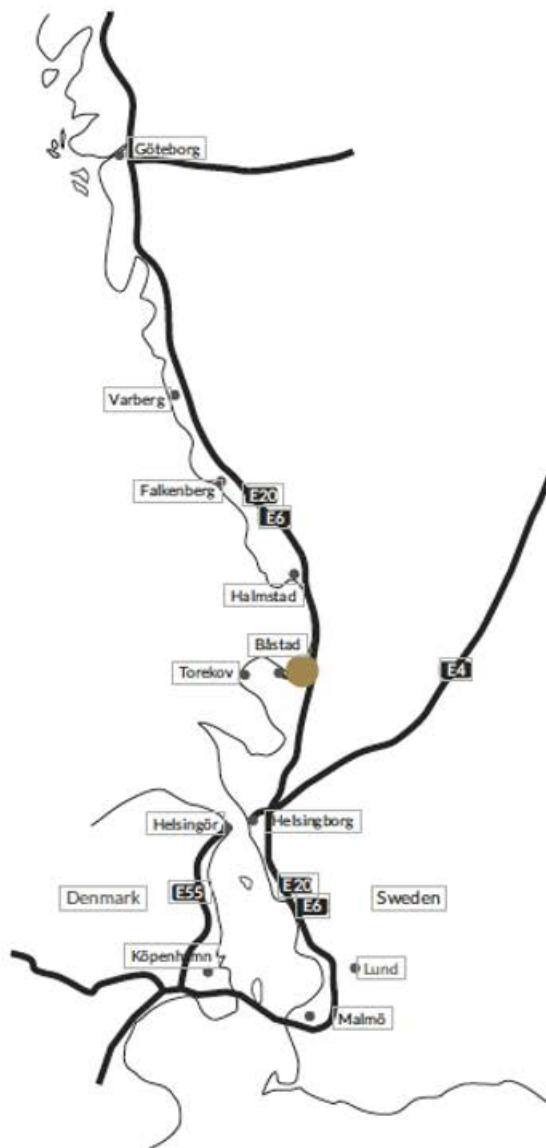 Göteborg
Varberg
Falkenberg
E20
E6
Halmstad
Båstad
Torekov
E4
Helsingör
Helsingborg
Denmark
E55
E20
E6
Sweden
Köpenhamn
Lund
Malmö